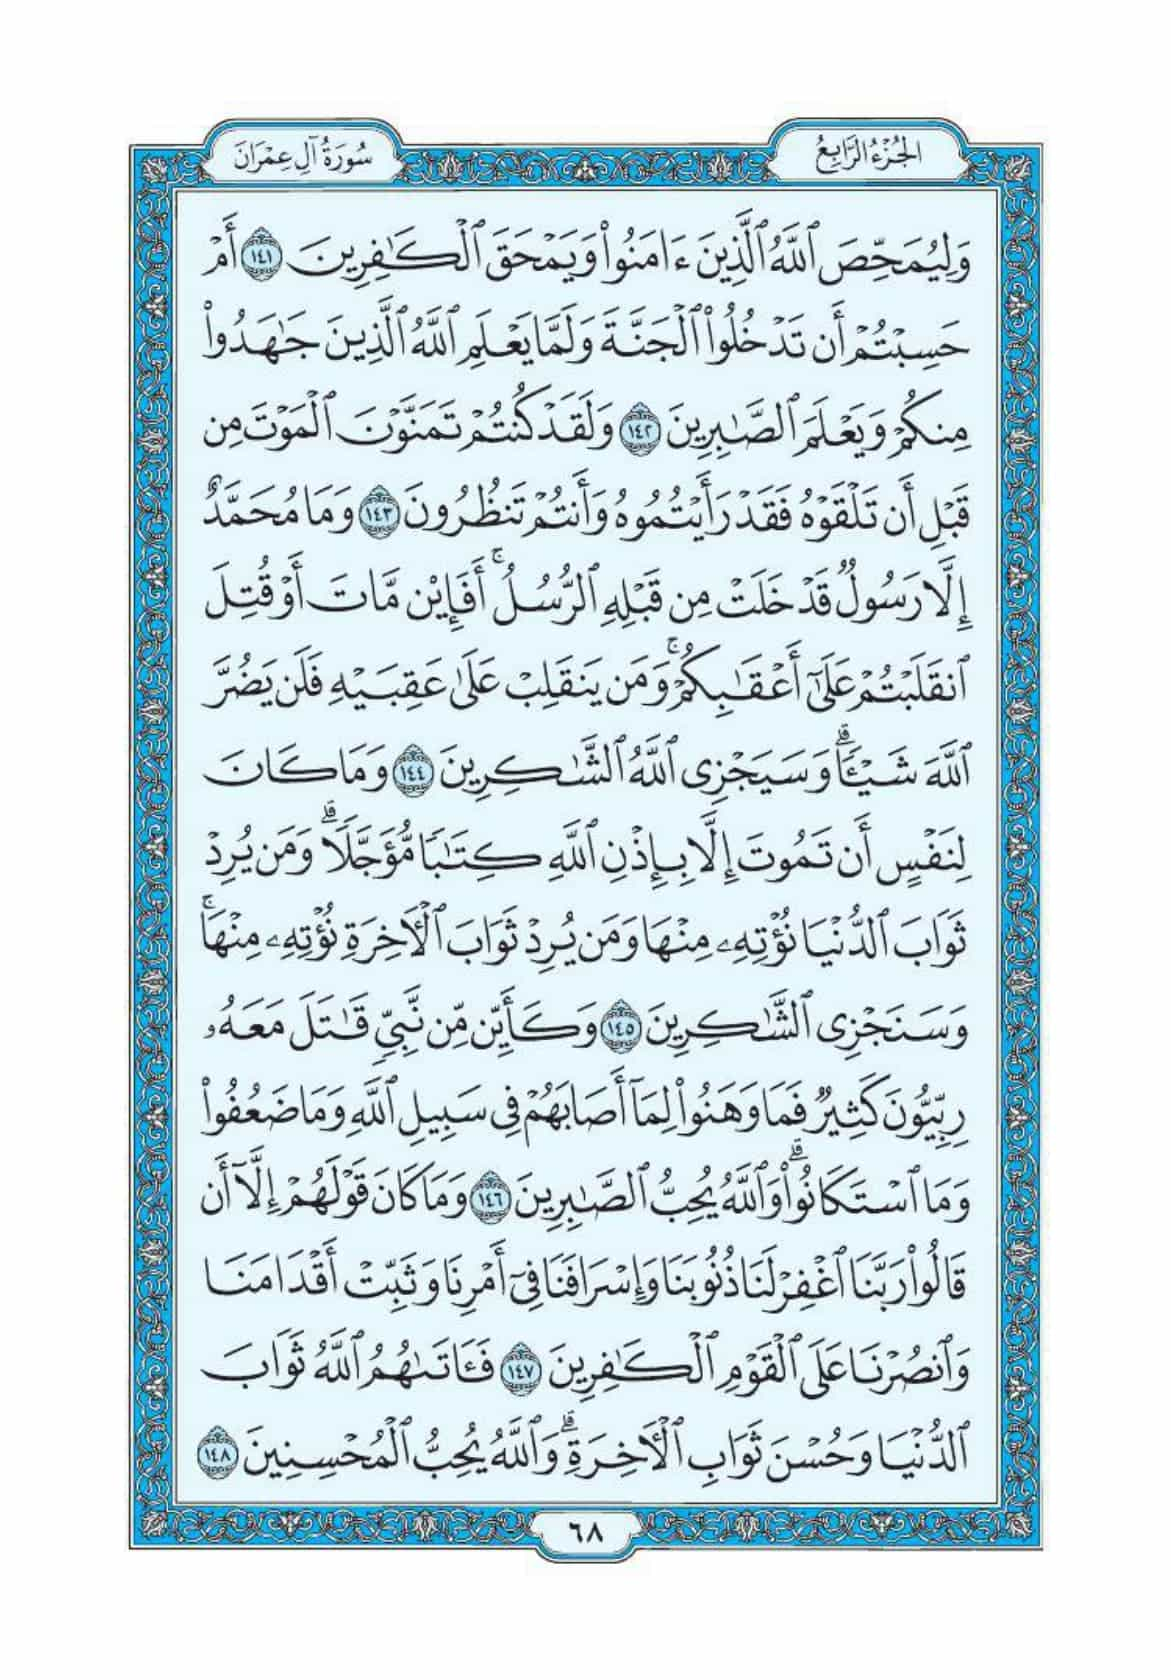 الجُزْءُ الرَّابِعُ
سُورَةُ آلِ عِمْرَانَ
وَلِيُمَحِّصَ ٱللَّهُ ٱلَّذِينَ ءَامَنُوا۟ وَيَمْحَقَ ٱلْكَـٰفِرِينَ ١٤١ أَمْ
حَسِبْتُمْ أَن تَدْخُلُوا۟ ٱلْجَنَّةَ وَلَمَّا يَعْلَمِ ٱللَّهُ ٱلَّذِينَ جَـٰهَدُوا۟
مِنكُمْ وَيَعْلَمَ ٱلصَّـٰبِرِينَ ١٤٢ وَلَقَدْ كُنتُمْ تَمَنَّوْنَ ٱلْمَوْتَ مِن
قَبْلِ أَن تَلْقَوْهُ فَقَدْ رَأَيْتُمُوهُ وَأَنتُمْ تَنظُرُونَ ١٤٣ وَمَا مُحَمَّدٌ
إِلَّا رَسُولٌ قَدْ خَلَتْ مِن قَبْلِهِ ٱلرُّسُلُ ۚ أَفَإِي۟ن مَّاتَ أَوْ قُتِلَ
ٱنقَلَبْتُمْ عَلَىٰٓ أَعْقَـٰبِكُمْ ۚ وَمَن يَنقَلِبْ عَلَىٰ عَقِبَيْهِ فَلَن يَضُرَّ
ٱللَّهَ شَيْـًٔا ۗ وَسَيَجْزِى ٱللَّهُ ٱلشَّـٰكِرِينَ ١٤٤ وَمَا كَانَ
لِنَفْسٍ أَن تَمُوتَ إِلَّا بِإِذْنِ ٱللَّهِ كِتَـٰبًا مُّؤَجَّلًا ۗ وَمَن يُرِدْ
ثَوَابَ ٱلدُّنْيَا نُؤْتِهِۦ مِنْهَا وَمَن يُرِدْ ثَوَابَ ٱلْـَٔاخِرَةِ نُؤْتِهِۦ مِنْهَا ۚ
وَسَنَجْزِى ٱلشَّـٰكِرِينَ ١٤٥ وَكَأَيِّن مِّن نَّبِىٍّ قَـٰتَلَ مَعَهُۥ
رِبِّيُّونَ كَثِيرٌ فَمَا وَهَنُوا۟ لِمَآ أَصَابَهُمْ فِى سَبِيلِ ٱللَّهِ وَمَا ضَعُفُوا۟
وَمَا ٱسْتَكَانُوا۟ ۗ وَٱللَّهُ يُحِبُّ ٱلصَّـٰبِرِينَ ١٤٦ وَمَا كَانَ قَوْلَهُمْ إِلَّآ أَن
قَالُوا۟ رَبَّنَا ٱغْفِرْ لَنَا ذُنُوبَنَا وَإِسْرَافَنَا فِىٓ أَمْرِنَا وَثَبِّتْ أَقْدَامَنَا
وَٱنصُرْنَا عَلَى ٱلْقَوْمِ ٱلْكَـٰفِرِينَ ١٤٧ فَـَٔاتَىٰهُمُ ٱللَّهُ ثَوَابَ
ٱلدُّنْيَا وَحُسْنَ ثَوَابِ ٱلْـَٔاخِرَةِ ۗ وَٱللَّهُ يُحِبُّ ٱلْمُحْسِنِينَ ١٤٨
٦٨